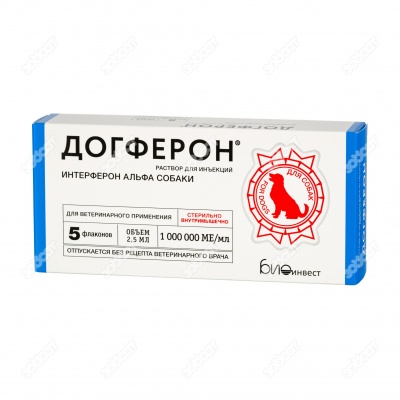 ДОГФЕРОН®
РАСТВОР ДЛЯ ИНЪЕКЦИЙ
ИНТЕРФЕРОН АЛЬФА СОБАКИ
ДЛЯ СОБАК
FOR DOGS
ДЛЯ ВЕТЕРИНАРНОГО ПРИМЕНЕНИЯ
СТЕРИЛЬНО
ВНУТРИМЫШЕЧНО
5 флаконов
ОБЪЕМ
2,5 МЛ
1 000 000 МЕ/мл
ОТПУСКАЕТСЯ БЕЗ РЕЦЕПТА ВЕТЕРИНАРНОГО ВРАЧА
БИОинвест